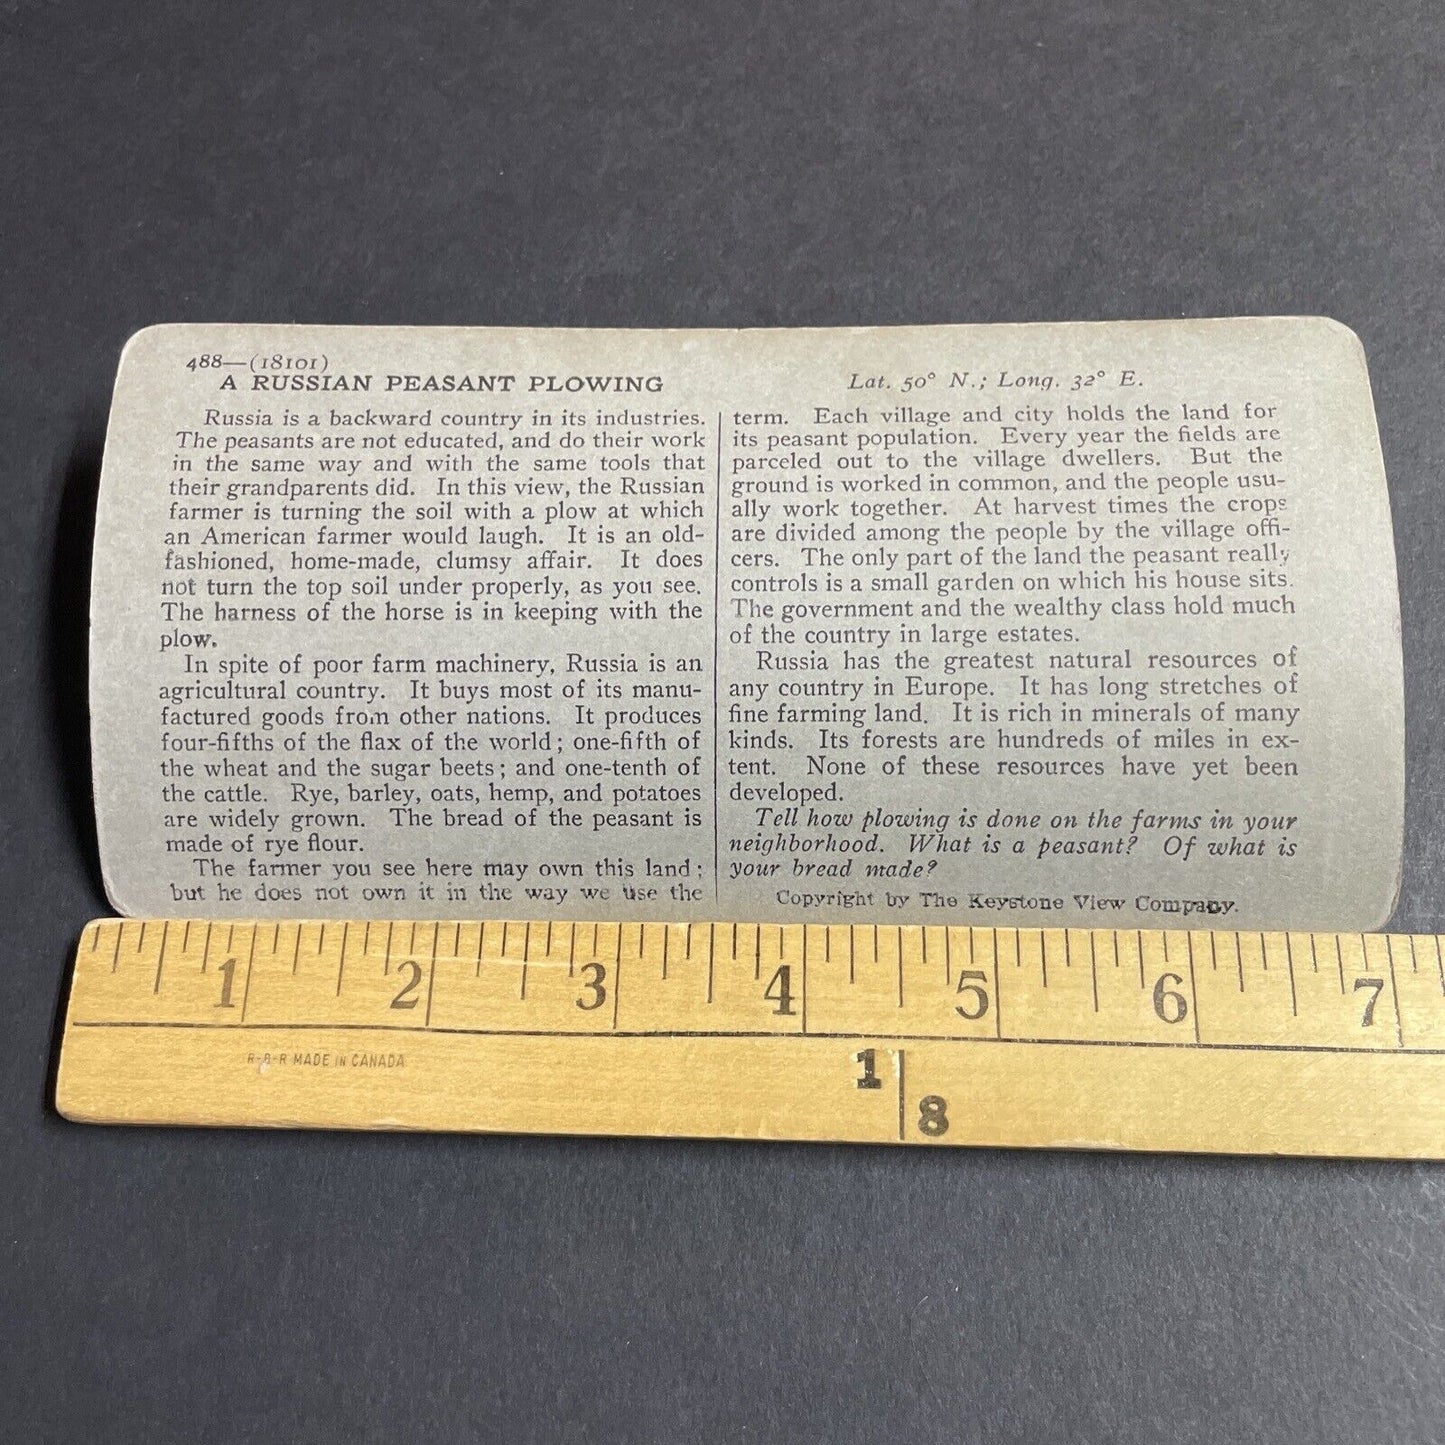 488—(18101)
A RUSSIAN PEASANT PLOWING
Lat. 50° N.; Long. 32° E.
Russia is a backward country in its industries.
The peasants are not educated, and do their work
in the same way and with the same tools that
their grandparents did. In this view, the Russian
farmer is turning the soil with a plow at which
an American farmer would laugh. It is an old-
fashioned, home-made, clumsy affair. It does
not turn the top soil under properly, as you see.
The harness of the horse is in keeping with the
plow.
In spite of poor farm machinery, Russia is an
agricultural country. It buys most of its manu-
factured goods from other nations. It produces
four-fifths of the flax of the world; one-fifth of
the wheat and the sugar beets; and one-tenth of
the cattle. Rye, barley, oats, hemp, and potatoes
are widely grown. The bread of the peasant is
made of rye flour.
The farmer you see here may own this land;
but he does not own it in the way we use the
term. Each village and city holds the land for
its peasant population. Every year the fields are
parceled out to the village dwellers. But the
ground is worked in common, and the people usu-
ally work together. At harvest times the crops
are divided among the people by the village offi-
cers. The only part of the land the peasant really
controls is a small garden on which his house sits.
The government and the wealthy class hold much
of the country in large estates.
Russia has the greatest natural resources of
any country in Europe. It has long stretches of
fine farming land. It is rich in minerals of many
kinds. Its forests are hundreds of miles in ex-
tent. None of these resources have yet been
developed.
Tell how plowing is done on the farms in your
neighborhood. What is a peasant? Of what is
your bread made?
Copyright by The Keystone View Company.
1 2 3 4 5 6 7
R-B-R MADE IN CANADA
1
8